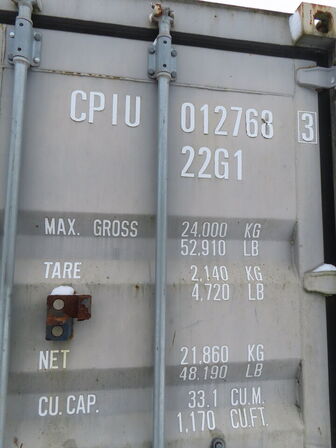 CPIU 012768 3
22G1
MAX. GROSS 24,000 KG
52,910 LB
TARE 2,140 KG
4,720 LB
NET 21,860 KG
48,190 LB
CU. CAP. 33.1 CU.M.
1,170 CU.FT.